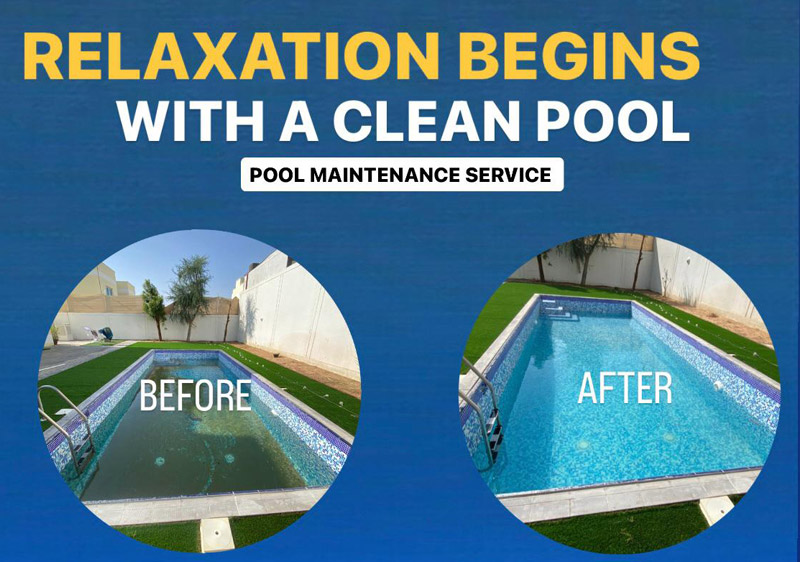 RELAXATION BEGINS
WITH A CLEAN POOL
POOL MAINTENANCE SERVICE
BEFORE
AFTER